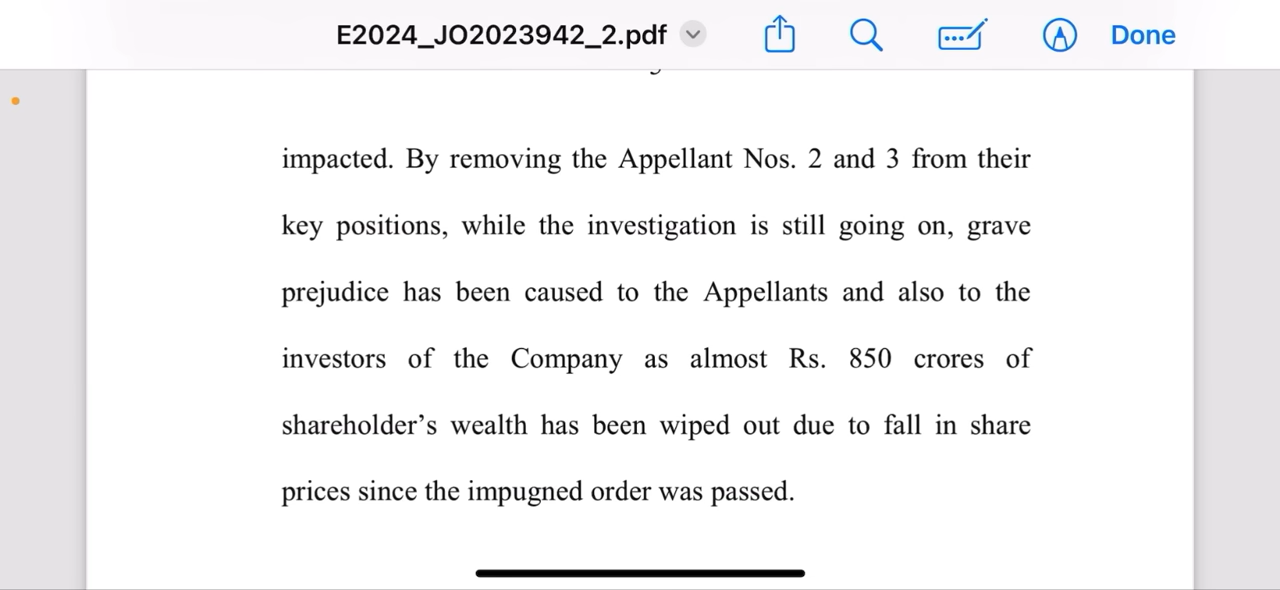 E2024_JO2023942_2.pdf
Done
impacted. By removing the Appellant Nos. 2 and 3 from their
key positions, while the investigation is still going on, grave
prejudice has been caused to the Appellants and also to the
investors of the Company as almost Rs. 850 crores of
shareholder’s wealth has been wiped out due to fall in share
prices since the impugned order was passed.